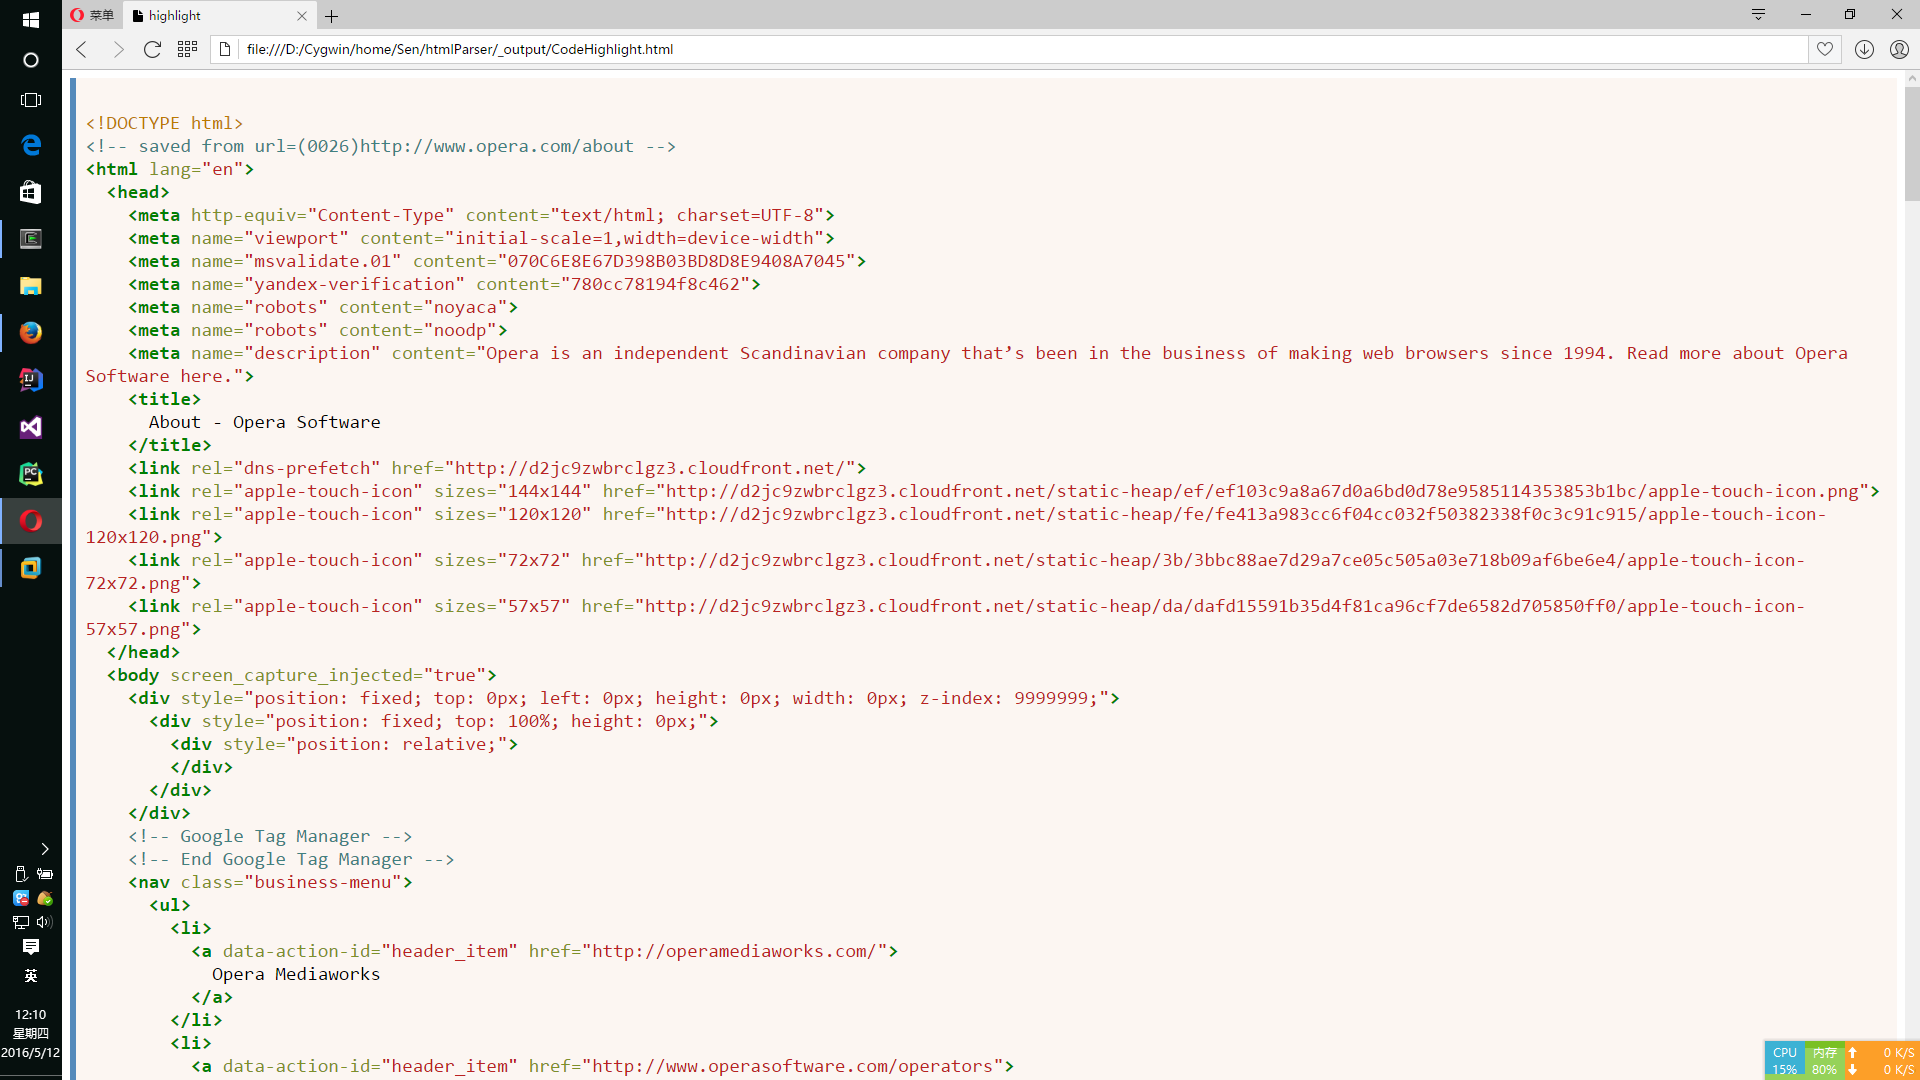 菜单
highlight
file:///D:/Cygwin/home/Sen/htmlParser/_output/CodeHighlight.html
<!DOCTYPE html>
<!-- saved from url=(0026)http://www.opera.com/about -->
<html lang="en">
<head>
<meta http-equiv="Content-Type" content="text/html; charset=UTF-8">
<meta name="viewport" content="initial-scale=1,width=device-width">
<meta name="msvalidate.01" content="070C6E8E67D398B03BD8D8E9408A7045">
<meta name="yandex-verification" content="780cc78194f8c462">
<meta name="robots" content="noyaca">
<meta name="robots" content="noodp">
<meta name="description" content="Opera is an independent Scandinavian company that’s been in the business of making web browsers since 1994. Read more about Opera
Software here.">
<title>
About - Opera Software
</title>
<link rel="dns-prefetch" href="http://d2jc9zwbrclgz3.cloudfront.net/">
<link rel="apple-touch-icon" sizes="144x144" href="http://d2jc9zwbrclgz3.cloudfront.net/static-heap/ef/ef103c9a8a67d0a6bd0d78e9585114353853b1bc/apple-touch-icon.png">
<link rel="apple-touch-icon" sizes="120x120" href="http://d2jc9zwbrclgz3.cloudfront.net/static-heap/fe/fe413a983cc6f04cc032f50382338f0c3c91c915/apple-touch-icon-
120x120.png">
<link rel="apple-touch-icon" sizes="72x72" href="http://d2jc9zwbrclgz3.cloudfront.net/static-heap/3b/3bbc88ae7d29a7ce05c505a03e718b09af6be6e4/apple-touch-icon-
72x72.png">
<link rel="apple-touch-icon" sizes="57x57" href="http://d2jc9zwbrclgz3.cloudfront.net/static-heap/da/dafd15591b35d4f81ca96cf7de6582d705850ff0/apple-touch-icon-
57x57.png">
</head>
<body screen_capture_injected="true">
<div style="position: fixed; top: 0px; left: 0px; height: 0px; width: 0px; z-index: 9999999;">
<div style="position: fixed; top: 100%; height: 0px;">
<div style="position: relative;">
</div>
</div>
</div>
<!-- Google Tag Manager -->
<!-- End Google Tag Manager -->
<nav class="business-menu">
<ul>
<li>
<a data-action-id="header_item" href="http://operamediaworks.com/">
Opera Mediaworks
</a>
</li>
<li>
<a data-action-id="header_item" href="http://www.operasoftware.com/operators">
英
12:10
星期四
2016/5/12
CPU 内存 0 K/S
15% 80% 0 K/S